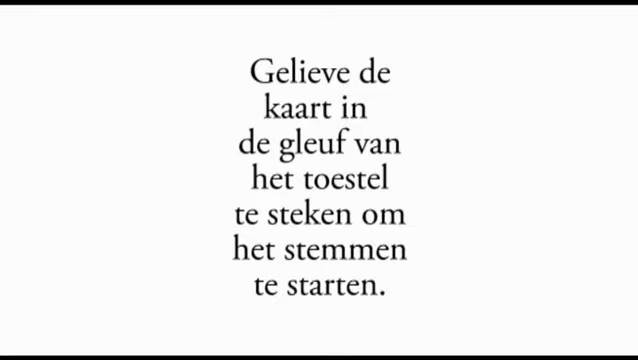 Gelieve de
kaart in
de gleuf van
het toestel
te steken om
het stemmen
te starten.